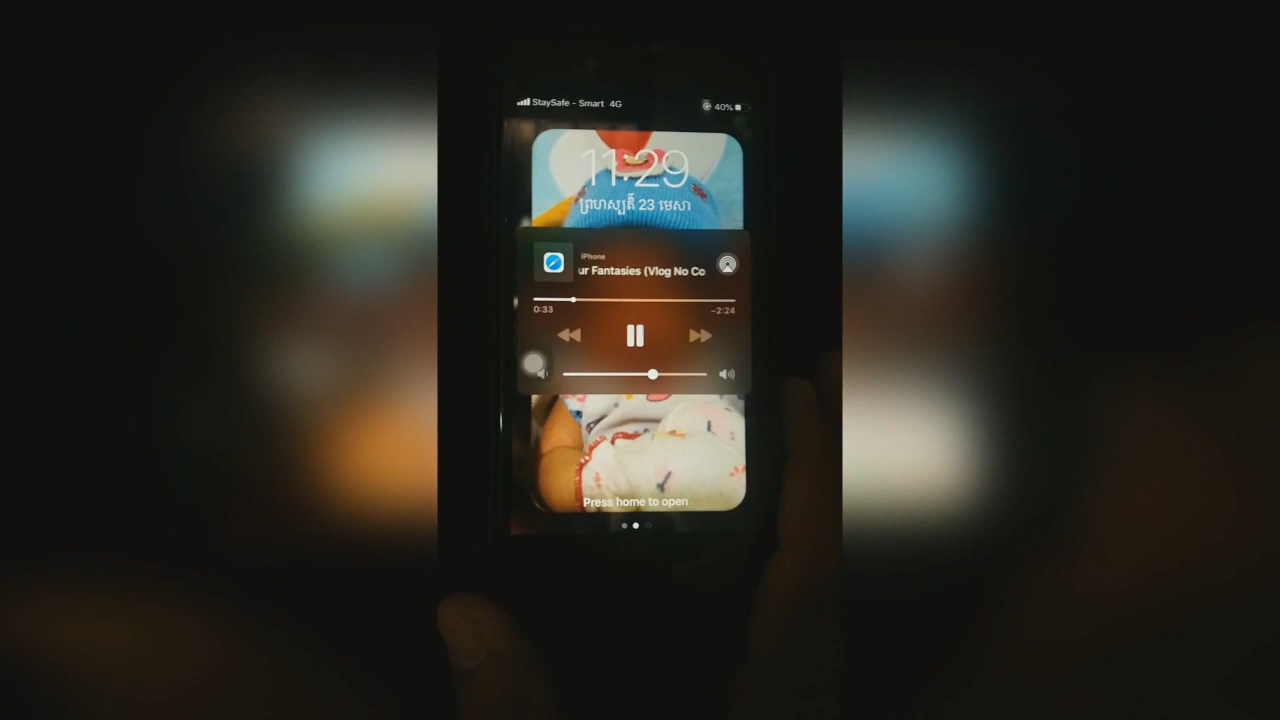 StaySafe - Smart 4G
40%
11:29
ព្រហស្បតិ៍ 23 មេសា
iPhone
ur Fantasies (Vlog No Co
0:33
-2:24
Press home to open